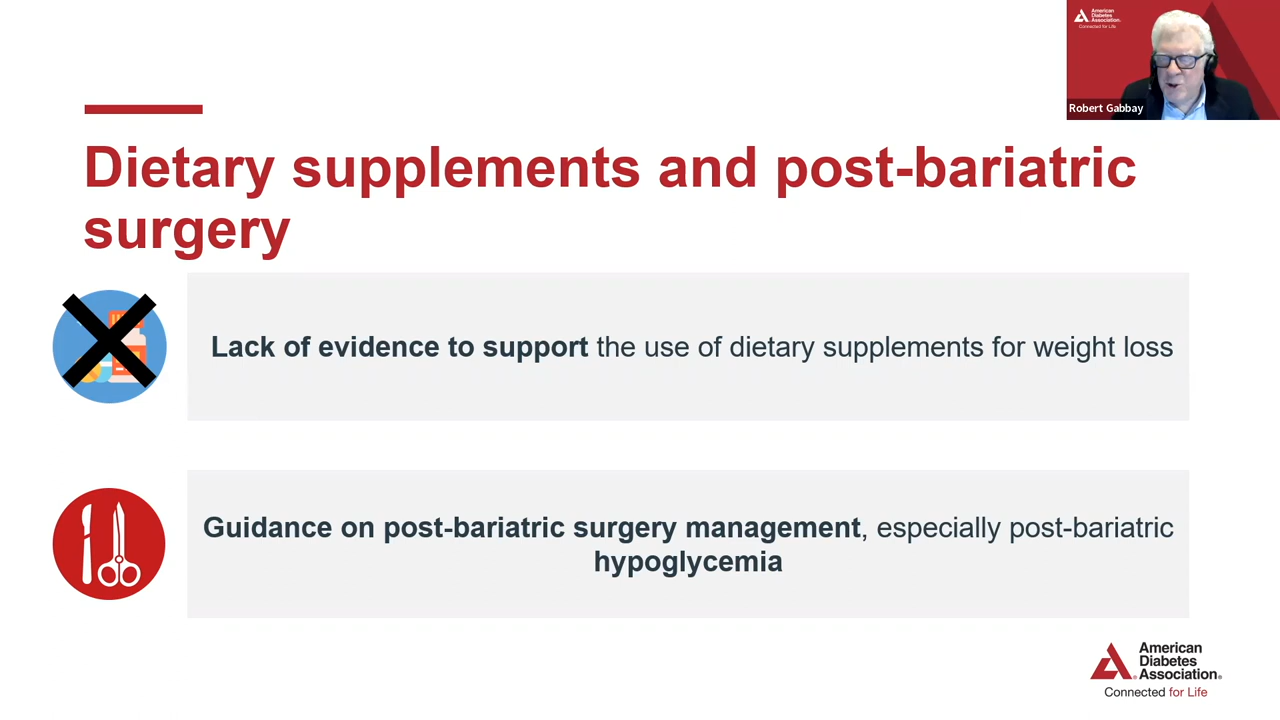 American
Diabetes
Association.
Connected for Life
Robert Gabbay
Dietary supplements and post-bariatric
surgery
Lack of evidence to support the use of dietary supplements for weight loss
Guidance on post-bariatric surgery management, especially post-bariatric
hypoglycemia
American
Diabetes
Association®
Connected for Life